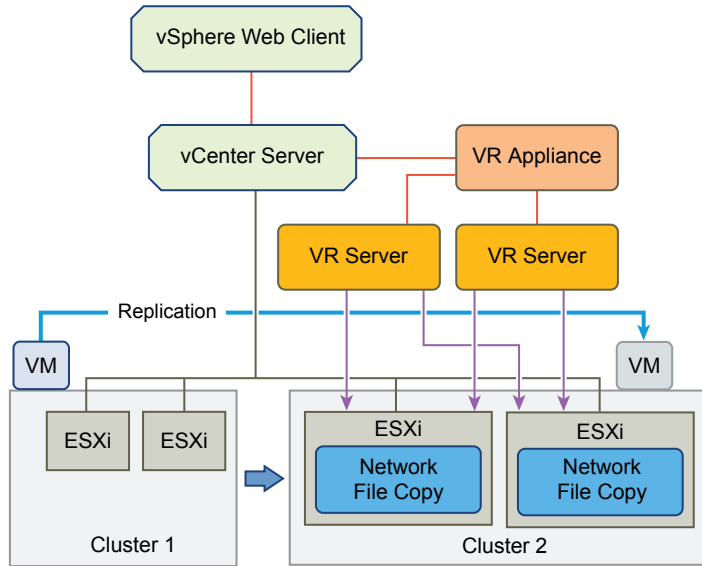 vSphere Web Client
vCenter Server
VR Appliance
VR Server
VR Server
Replication
VM
VM
ESXi
ESXi
ESXi
Network
File Copy
ESXi
Network
File Copy
Cluster 1
Cluster 2